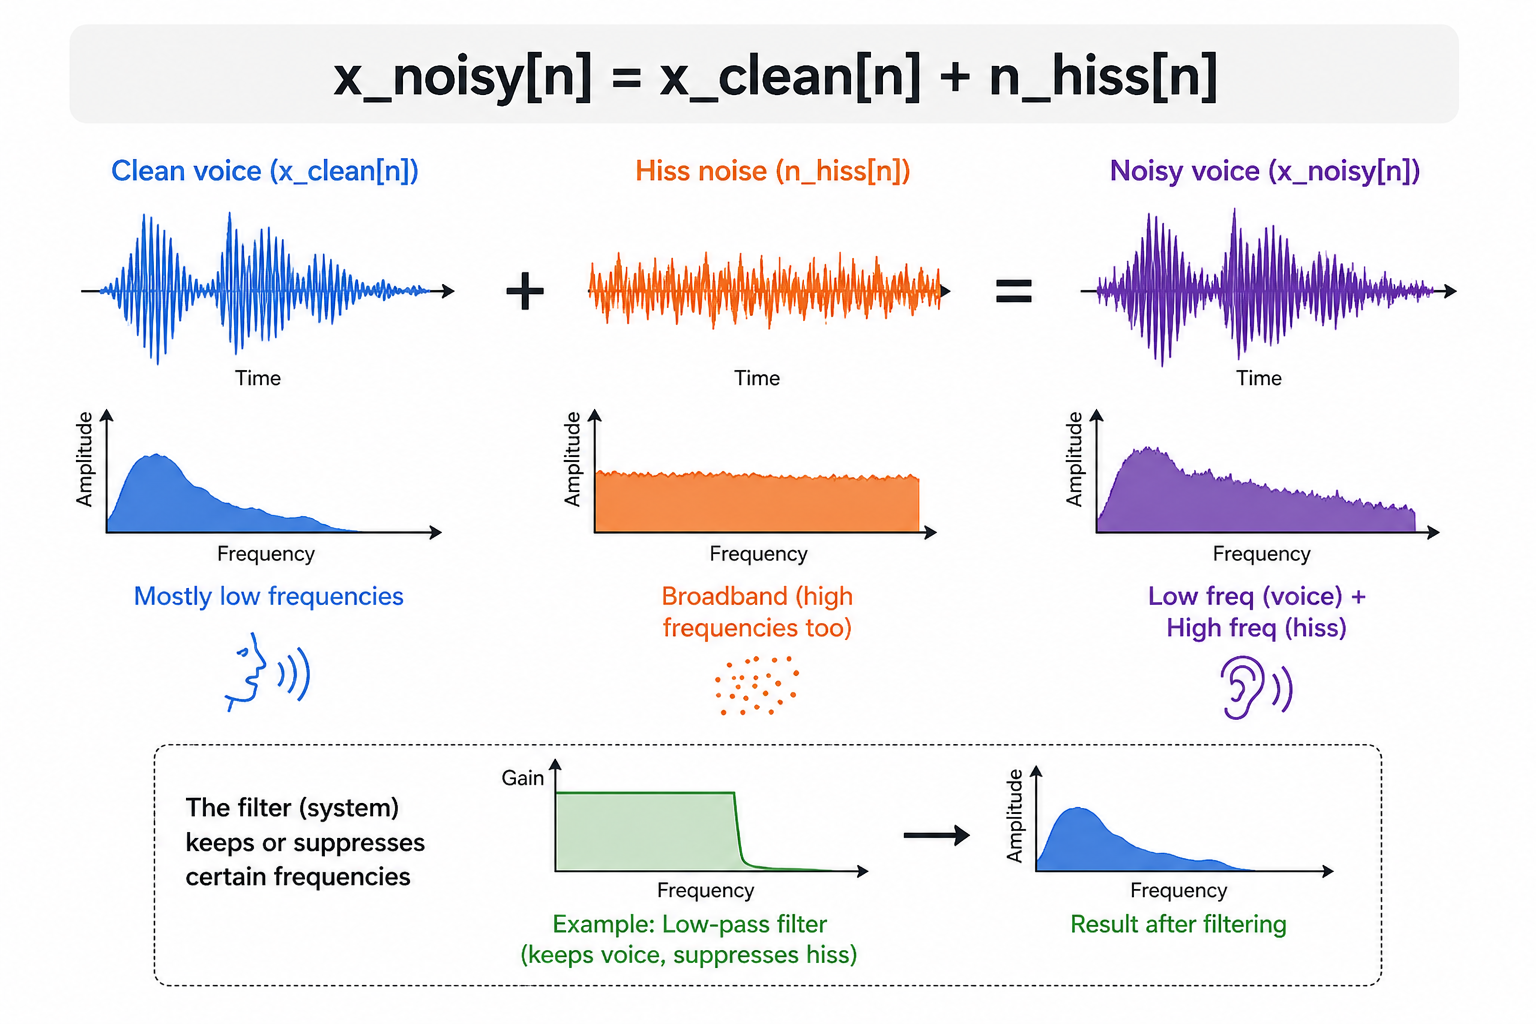 x_noisy[n] = x_clean[n] + n_hiss[n]
Clean voice (x_clean[n])
Hiss noise (n_hiss[n])
Noisy voice (x_noisy[n])
+
=
Time
Time
Time
Amplitude
Frequency
Amplitude
Frequency
Amplitude
Frequency
Mostly low frequencies
Broadband (high
frequencies too)
Low freq (voice) +
High freq (hiss)
The filter (system)
keeps or suppresses
certain frequencies
Gain
Frequency
Example: Low-pass filter
(keeps voice, suppresses hiss)
Amplitude
Frequency
Result after filtering